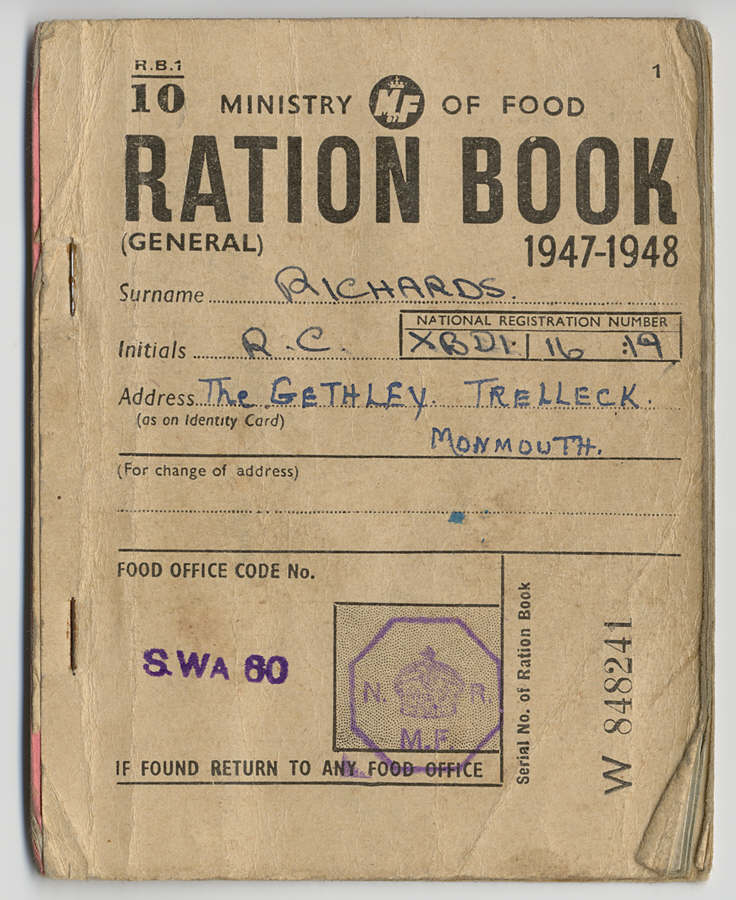 R.B.1
10
1
MINISTRY MF OF FOOD
RATION BOOK
(GENERAL)
1947-1948
Surname RICHARDS.
NATIONAL REGISTRATION NUMBER
Initials R.C. XBDI 116 :19
Address The GETHLEY. TRELLECK.
(as on Identity Card)
MONMOUTH.
(For change of address)
FOOD OFFICE CODE No.
S.WA 60
N. R.
M.F.
IF FOUND RETURN TO ANY FOOD OFFICE
Serial No. of Ration Book
W 848241